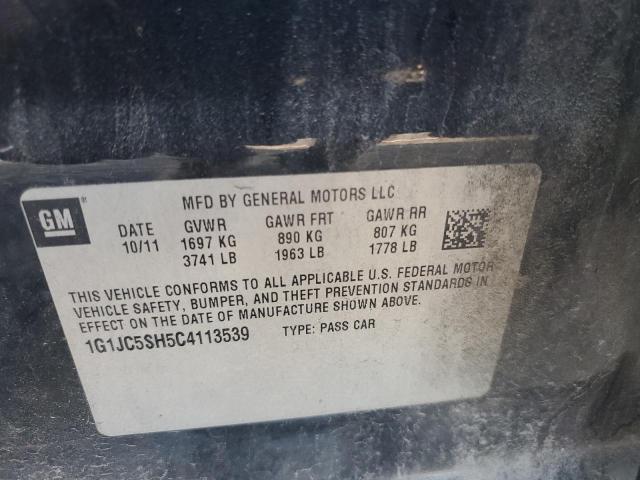 GM®
MFD BY GENERAL MOTORS LLC
DATE GVWR GAWR FRT GAWR RR
10/11 1697 KG 890 KG 807 KG
3741 LB 1963 LB 1778 LB
THIS VEHICLE CONFORMS TO ALL APPLICABLE U.S. FEDERAL MOTOR
VEHICLE SAFETY, BUMPER, AND THEFT PREVENTION STANDARDS IN
EFFECT ON THE DATE OF MANUFACTURE SHOWN ABOVE.
1G1JC5SH5C4113539 TYPE: PASS CAR